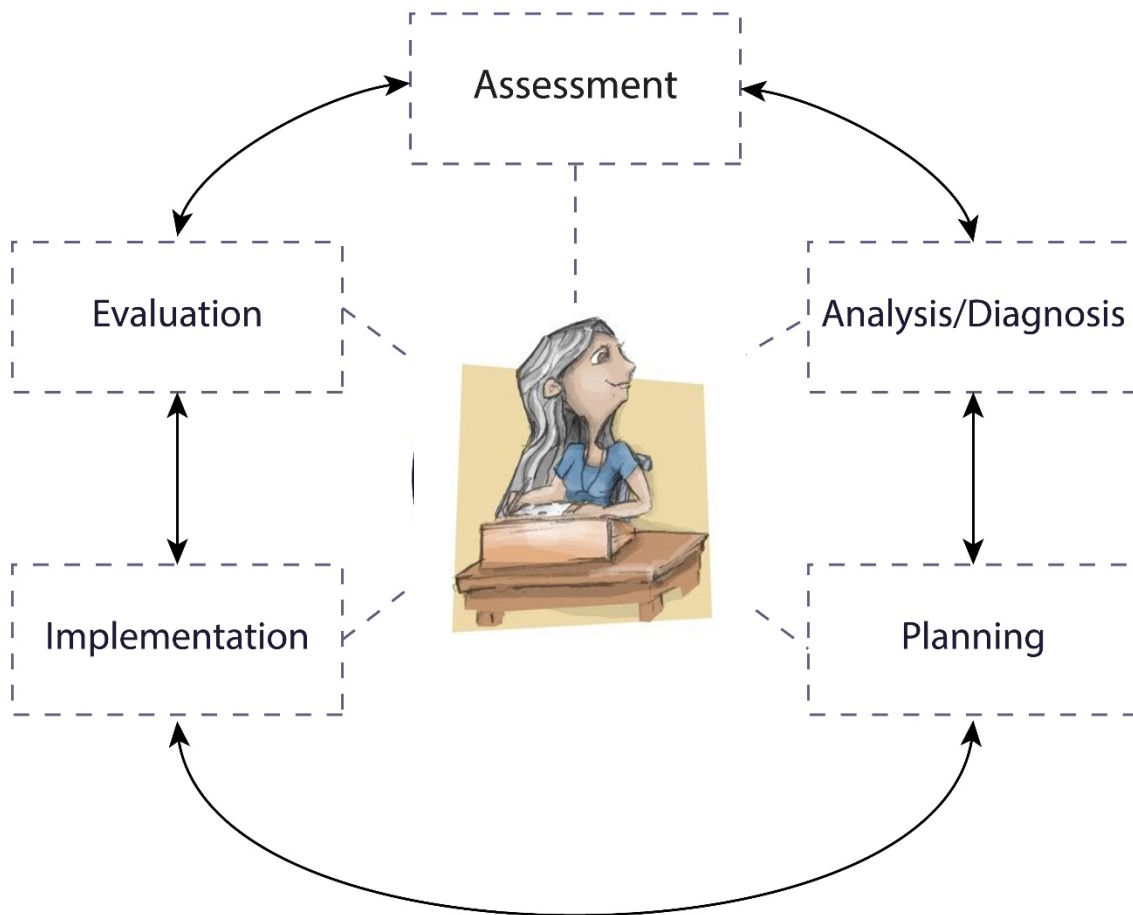 Assessment
Evaluation
Analysis/Diagnosis
Implementation
Planning